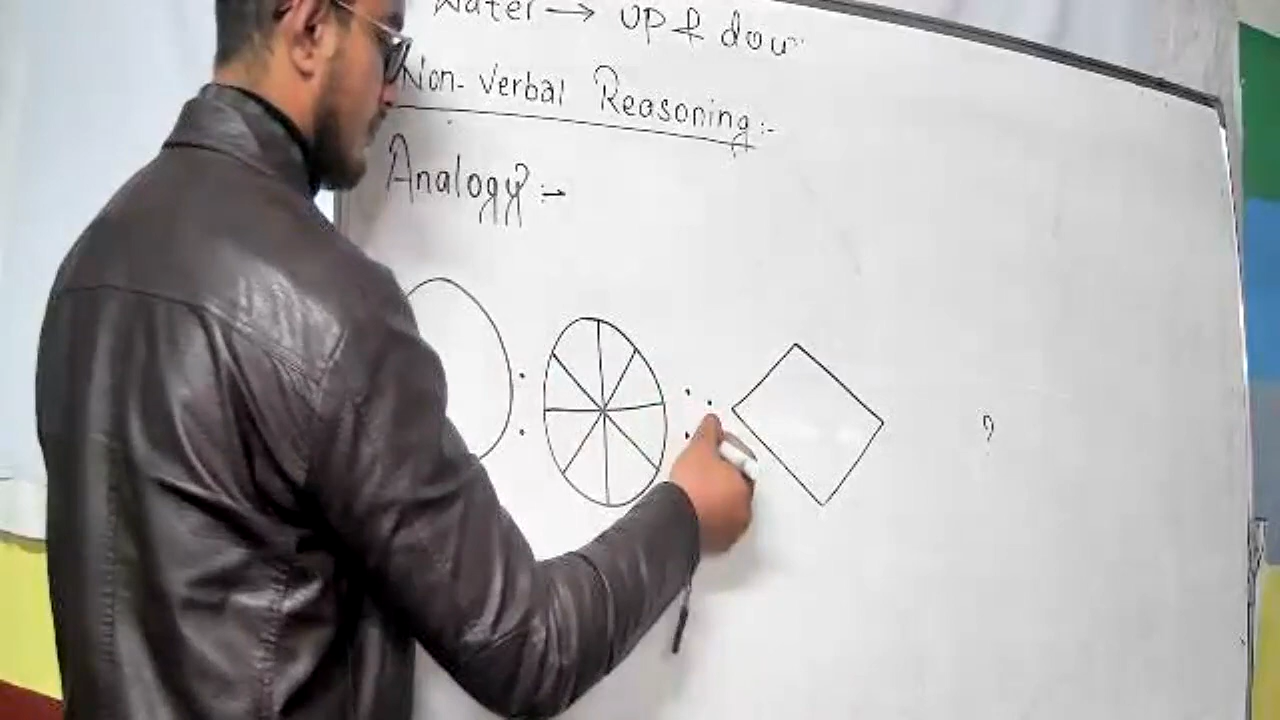 Water → up & dow
Non-Verbal Reasoning:-
Analogy :-
: :: ?